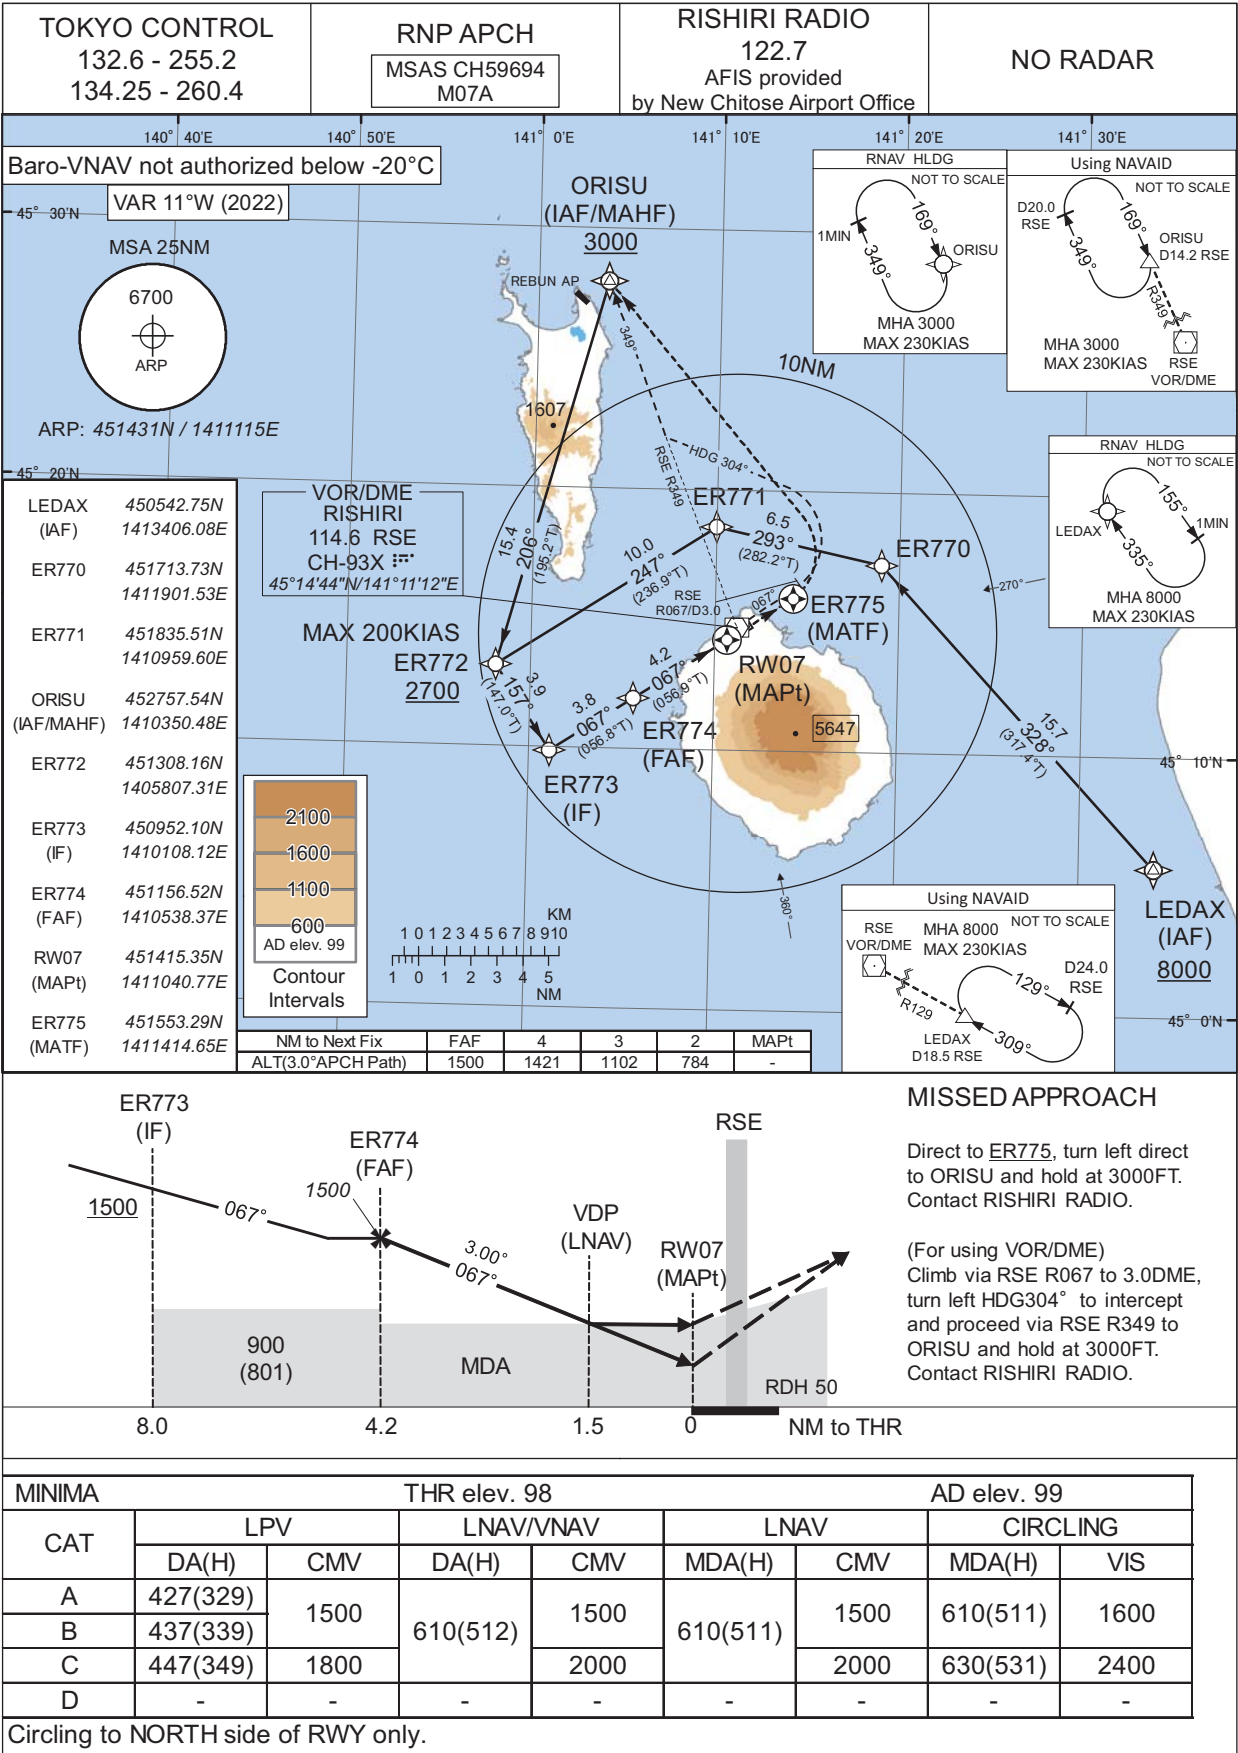 TOKYO CONTROL
132.6 - 255.2
134.25 - 260.4
RNP APCH
MSAS CH59694
M07A
RISHIRI RADIO
122.7
AFIS provided
by New Chitose Airport Office
NO RADAR
140° 40'E
140° 50'E
141° 0'E
141° 10'E
141° 20'E
141° 30'E
Baro-VNAV not authorized below -20°C
VAR 11°W (2022)
45° 30'N
MSA 25NM
6700
ARP
ARP: 451431N / 1411115E
45° 20'N
ORISU
(IAF/MAHF)
3000
REBUN AP
349°
1607
RNAV HLDG
NOT TO SCALE
169°
349°
1MIN
ORISU
MHA 3000
MAX 230KIAS
Using NAVAID
NOT TO SCALE
D20.0
RSE
169°
349°
ORISU
D14.2 RSE
R349
MHA 3000
MAX 230KIAS
RSE
VOR/DME
10NM
HDG 304°
RSE R349
RNAV HLDG
NOT TO SCALE
155°
335°
1MIN
LEDAX
MHA 8000
MAX 230KIAS
LEDAX 450542.75N
(IAF) 1413406.08E
ER770 451713.73N
1411901.53E
ER771 451835.51N
1410959.60E
ORISU 452757.54N
(IAF/MAHF) 1410350.48E
ER772 451308.16N
1405807.31E
ER773 450952.10N
(IF) 1410108.12E
ER774 451156.52N
(FAF) 1410538.37E
RW07 451415.35N
(MAPt) 1411040.77E
ER775 451553.29N
(MATF) 1411414.65E
VOR/DME
RISHIRI
114.6 RSE
CH-93X
45°14'44"N/141°11'12"E
15.4
206°
(195.2°T)
10.0
247°
(236.9°T)
ER771
6.5
293°
(282.2°T)
ER770
270°
RSE
R067/D3.0
067°
ER775
(MATF)
MAX 200KIAS
ER772
2700
3.9
157°
(147.0°T)
3.8
067°
(056.8°T)
4.2
067°
(056.9°T)
RW07
(MAPt)
ER774
(FAF)
ER773
(IF)
5647
15.7
328°
(317.4°T)
45° 10'N
360°
LEDAX
(IAF)
8000
2100
1600
1100
600
AD elev. 99
Contour
Intervals
KM
1 0 1 2 3 4 5 6 7 8 9 10
1 0 1 2 3 4 5
NM
Using NAVAID
NOT TO SCALE
RSE
VOR/DME
MHA 8000
MAX 230KIAS
129°
309°
D24.0
RSE
R129
LEDAX
D18.5 RSE
45° 0'N
NM to Next Fix FAF 4 3 2 MAPt
ALT(3.0°APCH Path) 1500 1421 1102 784 -
ER773
(IF)
1500
067°
ER774
(FAF)
1500
3.00°
067°
VDP
(LNAV)
RW07
(MAPt)
RSE
900
(801)
MDA
RDH 50
8.0 4.2 1.5 0 NM to THR
MISSED APPROACH
Direct to ER775, turn left direct
to ORISU and hold at 3000FT.
Contact RISHIRI RADIO.
(For using VOR/DME)
Climb via RSE R067 to 3.0DME,
turn left HDG304° to intercept
and proceed via RSE R349 to
ORISU and hold at 3000FT.
Contact RISHIRI RADIO.
MINIMA THR elev. 98 AD elev. 99
CAT LPV LNAV/VNAV LNAV CIRCLING
DA(H) CMV DA(H) CMV MDA(H) CMV MDA(H) VIS
A 427(329) 1500 610(512) 1500 610(511) 1500 610(511) 1600
B 437(339)
C 447(349) 1800 2000 2000 630(531) 2400
D - - - - - - - -
Circling to NORTH side of RWY only.